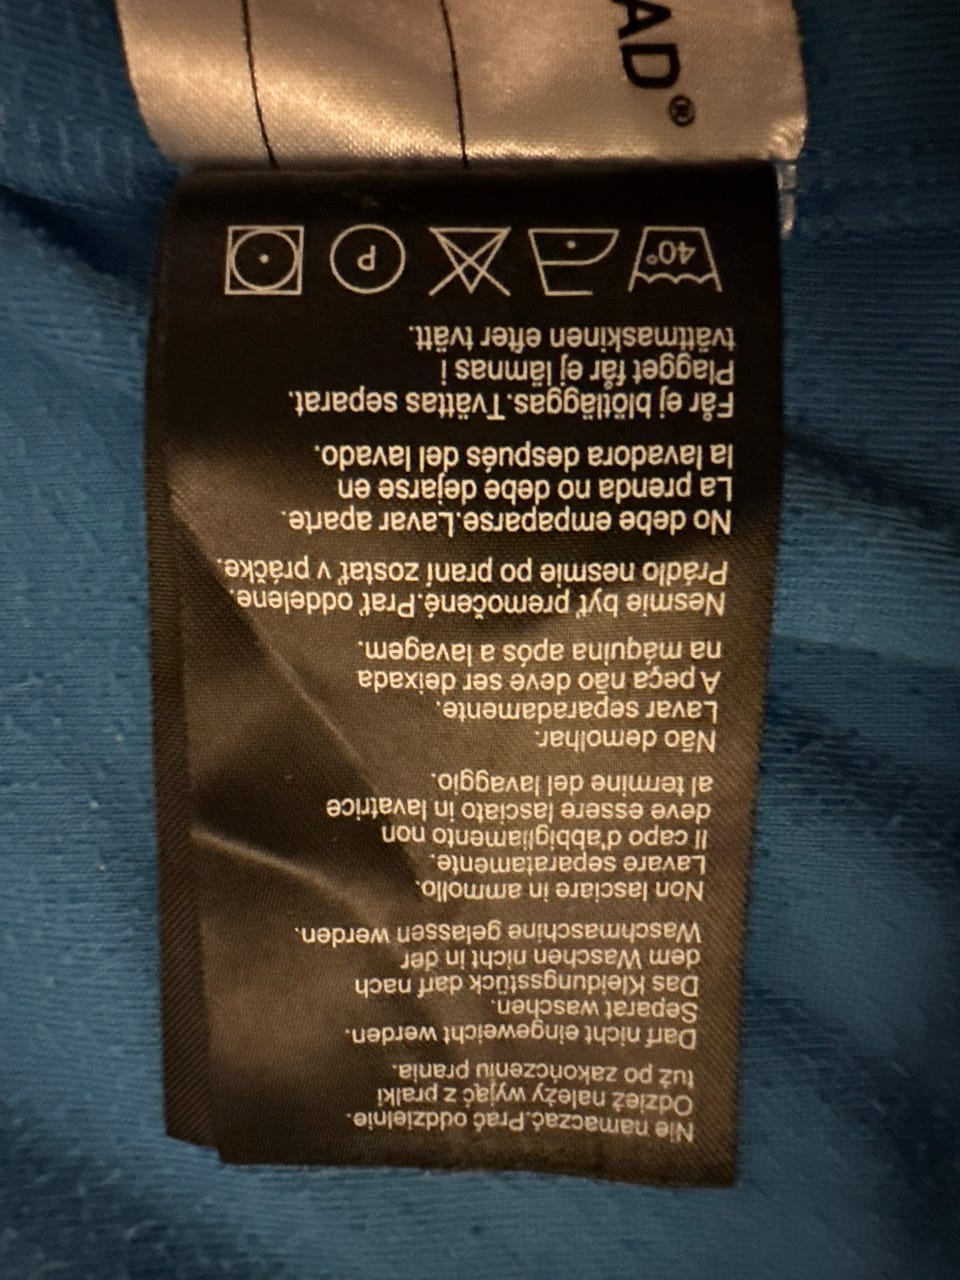 Nie namaczać.Prać oddzielnie.
Odzież należy wyjąć z pralki
tuż po zakończeniu prania.
Darf nicht eingeweicht werden.
Separat waschen.
Das Kleidungsstück darf nach
dem Waschen nicht in der
Waschmaschine gelassen werden.
Non lasciare in ammollo.
Lavare separatamente.
Il capo d'abbigliamento non
deve essere lasciato in lavatrice
al termine del lavaggio.
Não demolhar.
Lavar separadamente.
A peça não deve ser deixada
na máquina após a lavagem.
Nesmie byť premočené.Prať oddelene.
Prádlo nesmie po praní zostať v práčke.
No debe empaparse.Lavar aparte.
La prenda no debe dejarse en
la lavadora después del lavado.
Får ej blötläggas.Tvättas separat.
Plagget får ej lämnas i
tvättmaskinen efter tvätt.
40°
P
AD®